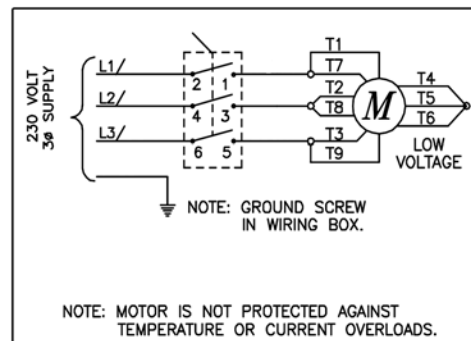 230 VOLT
3ø SUPPLY
L1/
L2/
L3/
2 1
4 3
6 5
T1
T7
T2
T8
T3
T9
M
T4
T5
T6
LOW
VOLTAGE
NOTE: GROUND SCREW
IN WIRING BOX.
NOTE: MOTOR IS NOT PROTECTED AGAINST
TEMPERATURE OR CURRENT OVERLOADS.